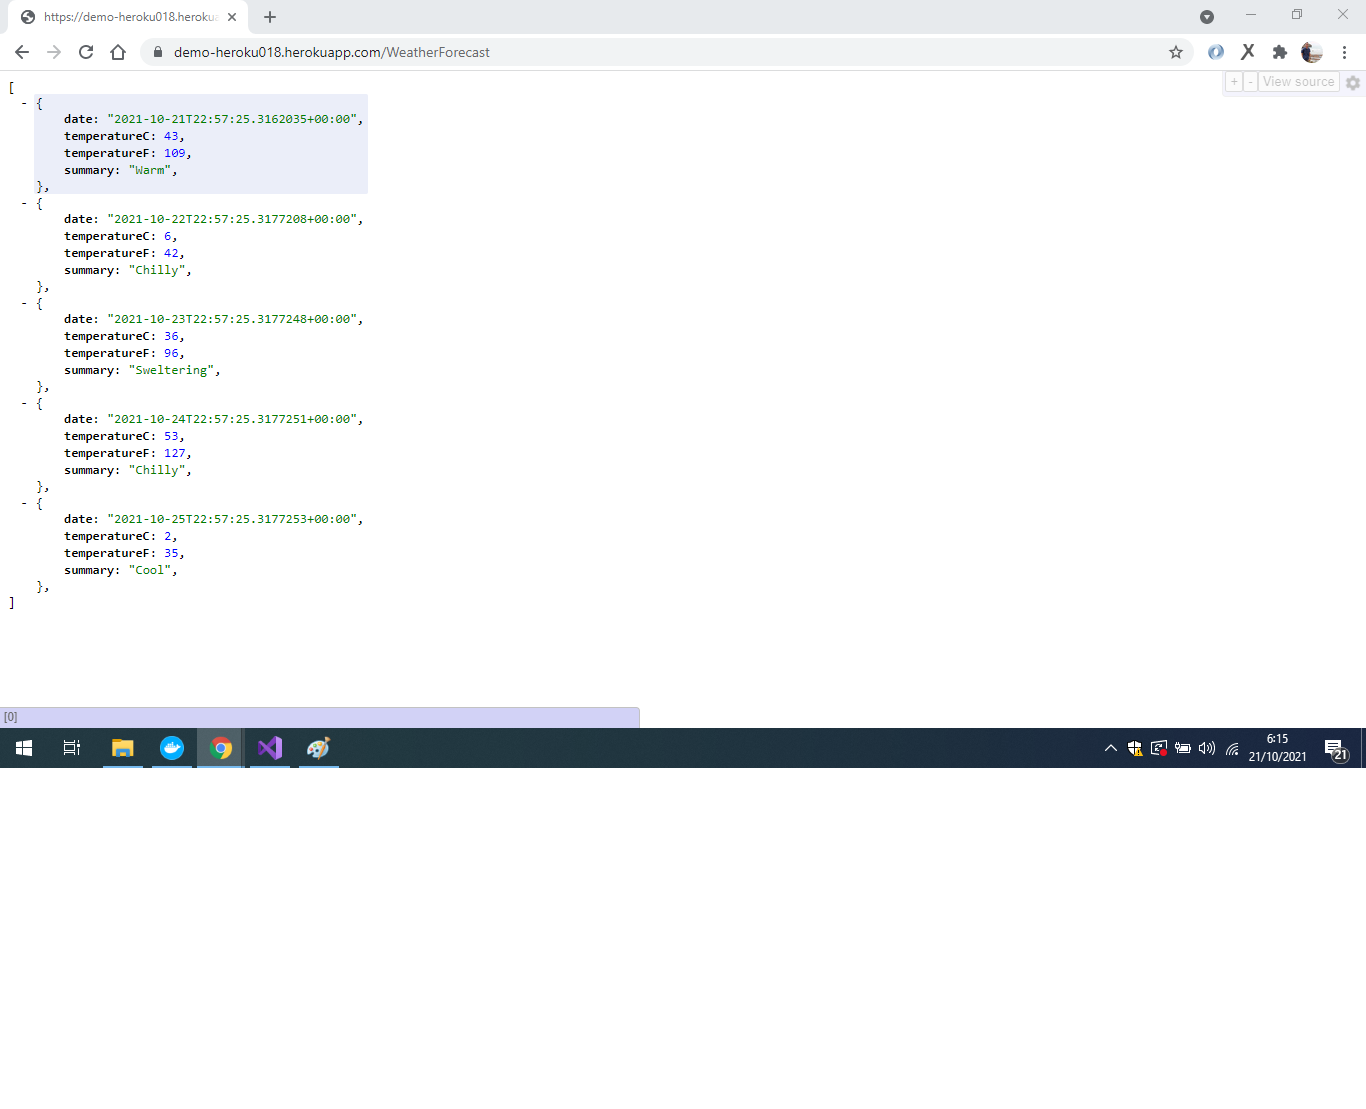 https://demo-heroku018.heroku
demo-heroku018.herokuapp.com/WeatherForecast
+ - View source
[
- {
date: "2021-10-21T22:57:25.3162035+00:00",
temperatureC: 43,
temperatureF: 109,
summary: "Warm",
},
- {
date: "2021-10-22T22:57:25.3177208+00:00",
temperatureC: 6,
temperatureF: 42,
summary: "Chilly",
},
- {
date: "2021-10-23T22:57:25.3177248+00:00",
temperatureC: 36,
temperatureF: 96,
summary: "Sweltering",
},
- {
date: "2021-10-24T22:57:25.3177251+00:00",
temperatureC: 53,
temperatureF: 127,
summary: "Chilly",
},
- {
date: "2021-10-25T22:57:25.3177253+00:00",
temperatureC: 2,
temperatureF: 35,
summary: "Cool",
},
]
[0]
6:15
21/10/2021
21